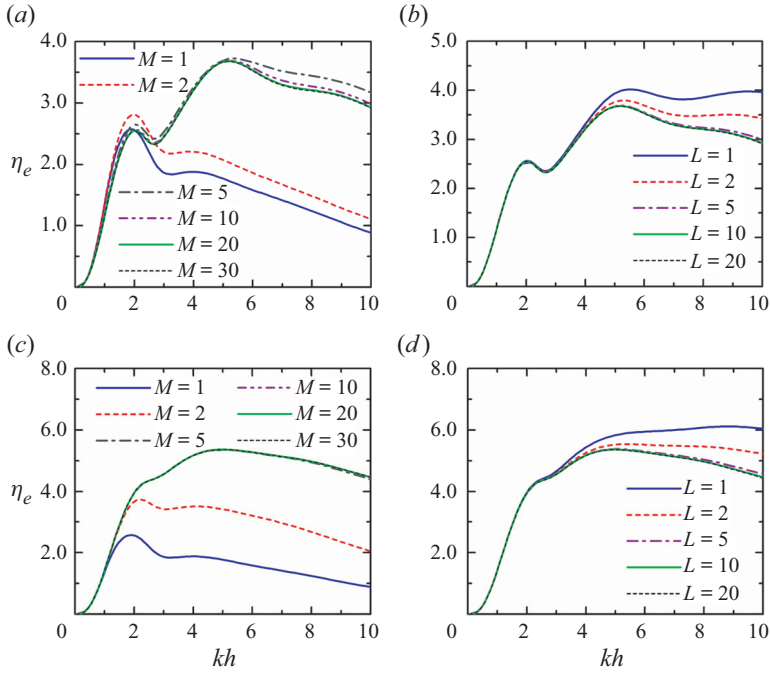 (a)
4.0
3.0
2.0
1.0
0
2
4
6
8
10
ηe
M = 1
M = 2
M = 5
M = 10
M = 20
M = 30
(b)
5.0
4.0
3.0
2.0
1.0
0
2
4
6
8
10
L = 1
L = 2
L = 5
L = 10
L = 20
(c)
8.0
6.0
4.0
2.0
0
2
4
6
8
10
ηe
kh
M = 1
M = 2
M = 5
M = 10
M = 20
M = 30
(d)
8.0
6.0
4.0
2.0
0
2
4
6
8
10
kh
L = 1
L = 2
L = 5
L = 10
L = 20